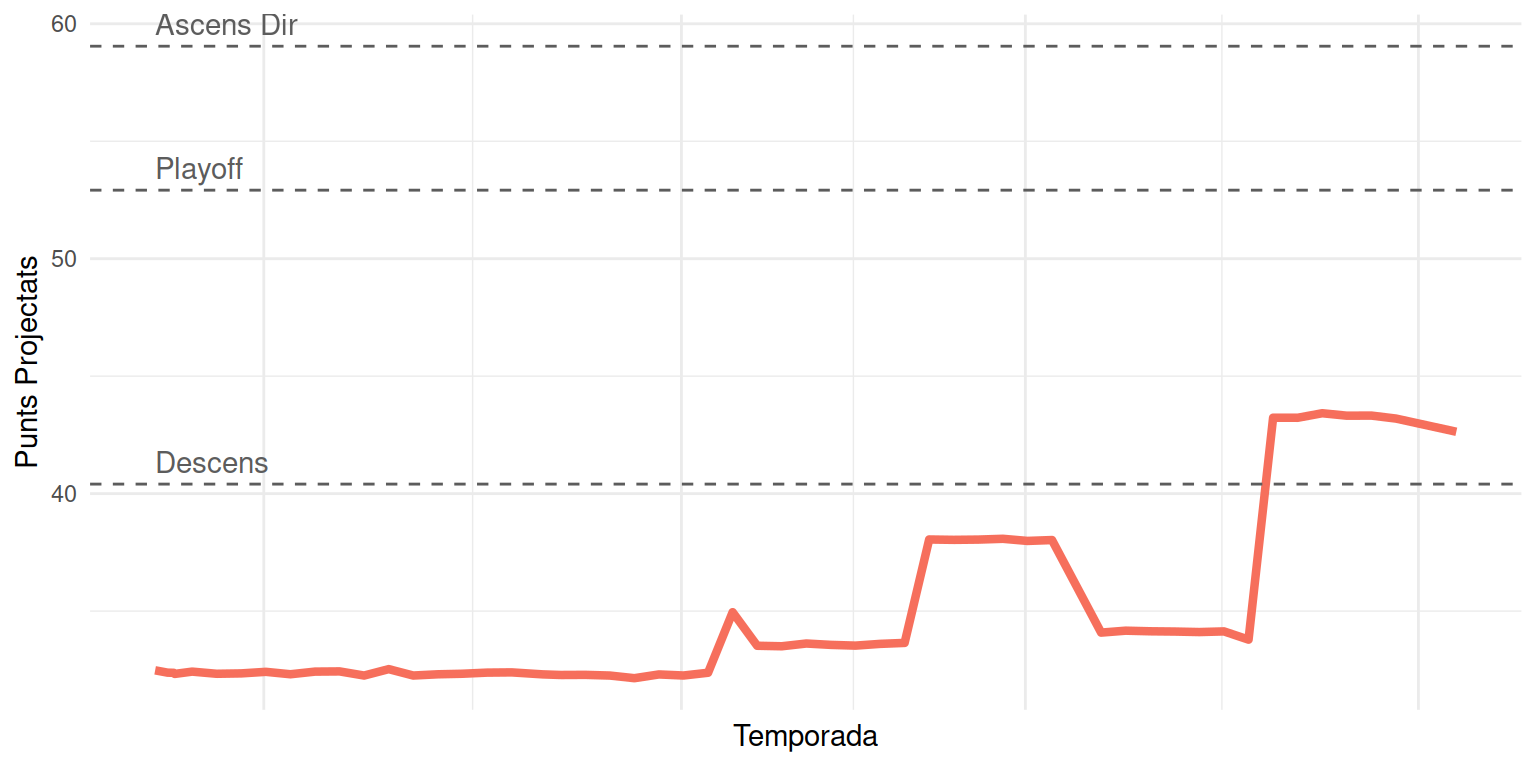 60
Ascens Dir
Playoff
50
Punts Projectats
Descens
40
Temporada